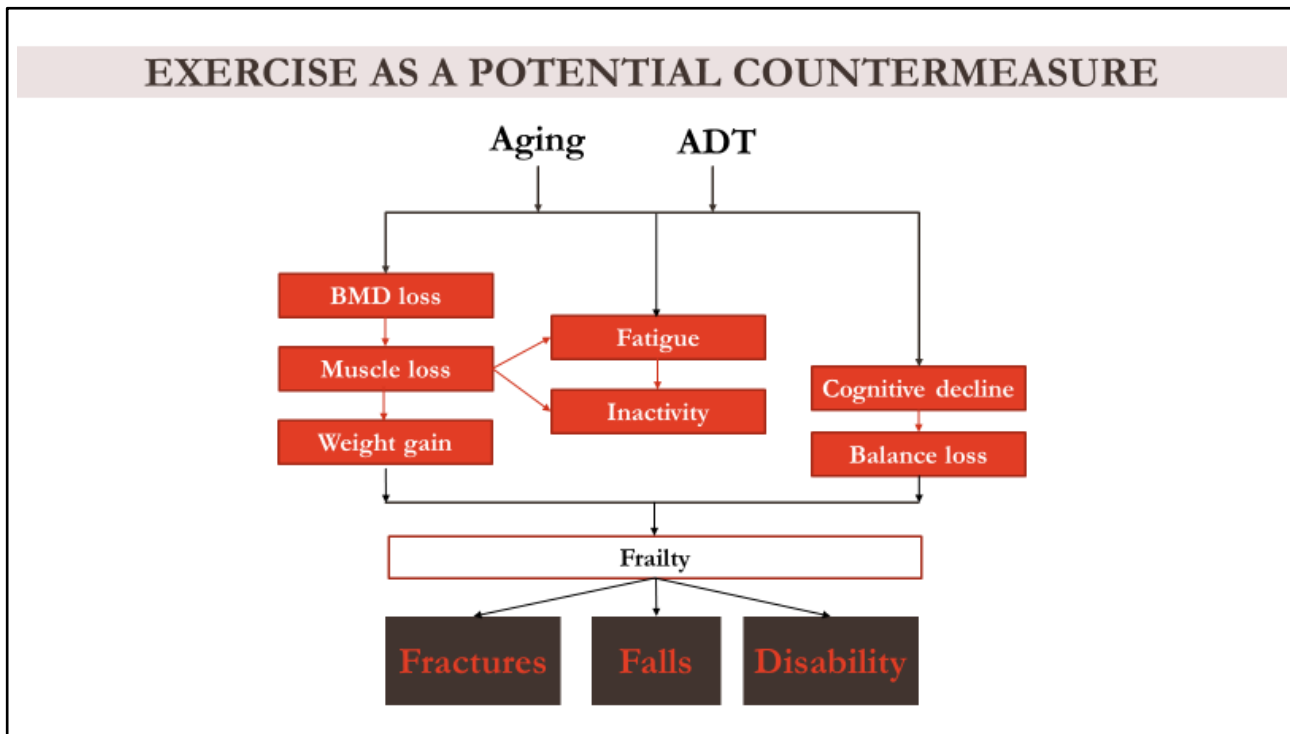 EXERCISE AS A POTENTIAL COUNTERMEASURE
Aging
ADT
BMD loss
Muscle loss
Weight gain
Fatigue
Inactivity
Cognitive decline
Balance loss
Frailty
Fractures
Falls
Disability